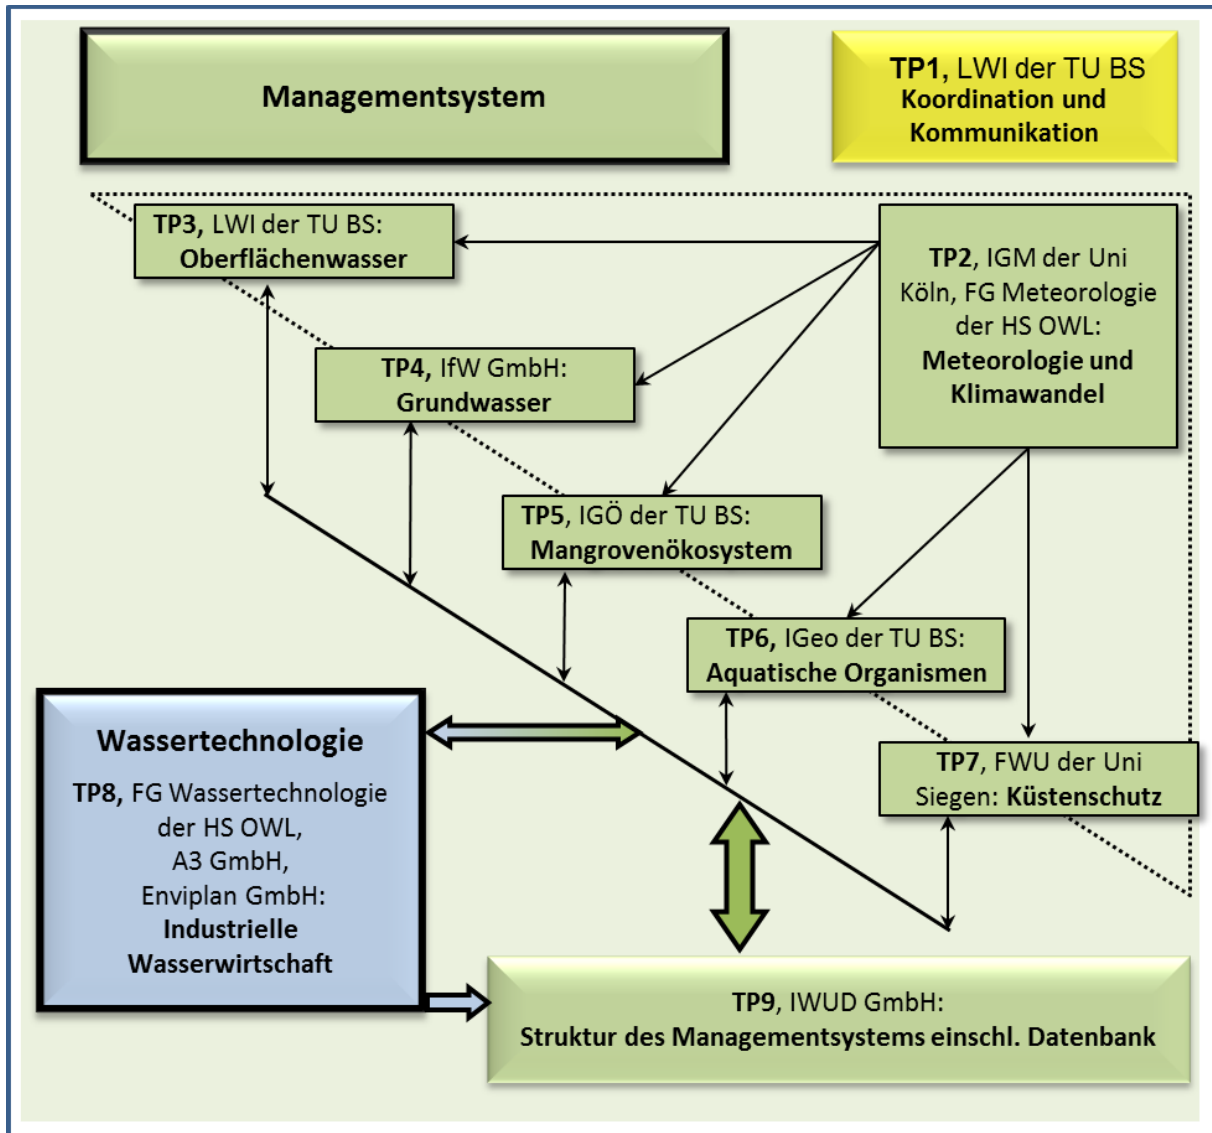 Managementsystem
TP1, LWI der TU BS
Koordination und
Kommunikation
TP3, LWI der TU BS:
Oberflächenwasser
TP2, IGM der Uni
Köln, FG Meteorologie
der HS OWL:
Meteorologie und
Klimawandel
TP4, IfW GmbH:
Grundwasser
TP5, IGÖ der TU BS:
Mangrovenökosystem
TP6, IGeo der TU BS:
Aquatische Organismen
TP7, FWU der Uni
Siegen: Küstenschutz
Wassertechnologie
TP8, FG Wassertechnologie
der HS OWL,
A3 GmbH,
Enviplan GmbH:
Industrielle
Wasserwirtschaft
TP9, IWUD GmbH:
Struktur des Managementsystems einschl. Datenbank